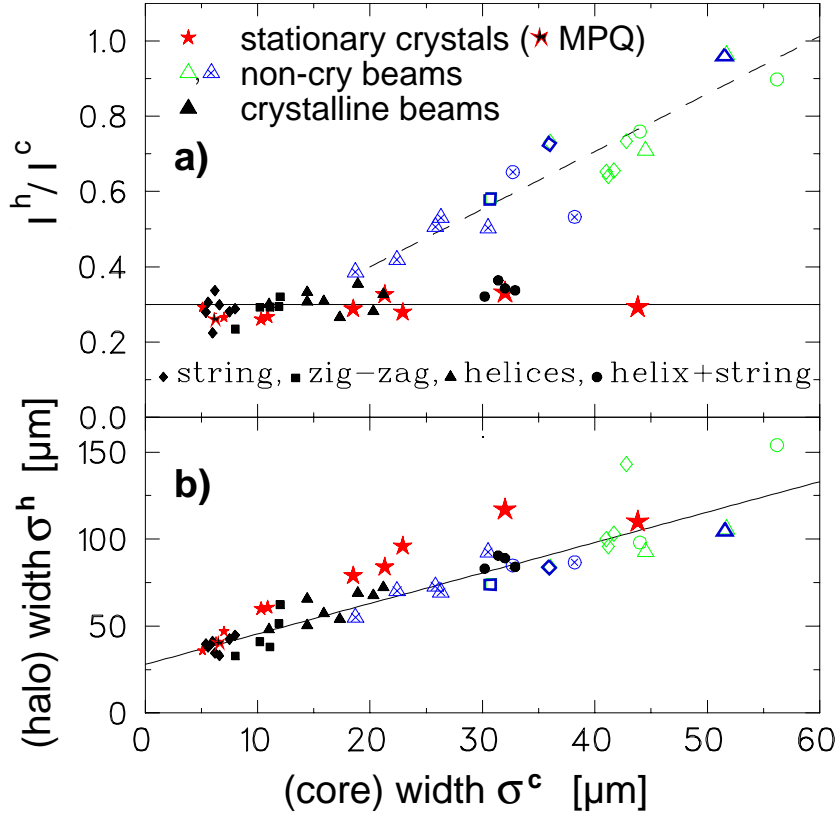 stationary crystals (★ MPQ)
△, △ non-cry beams
▲ crystalline beams
a)
I^h / I^c
1.0
0.8
0.6
0.4
0.2
0.0
♦ string, ■ zig-zag, ▲ helices, ● helix+string
b)
(halo) width σ^h [μm]
150
100
50
0
0 10 20 30 40 50 60
(core) width σ^c [μm]